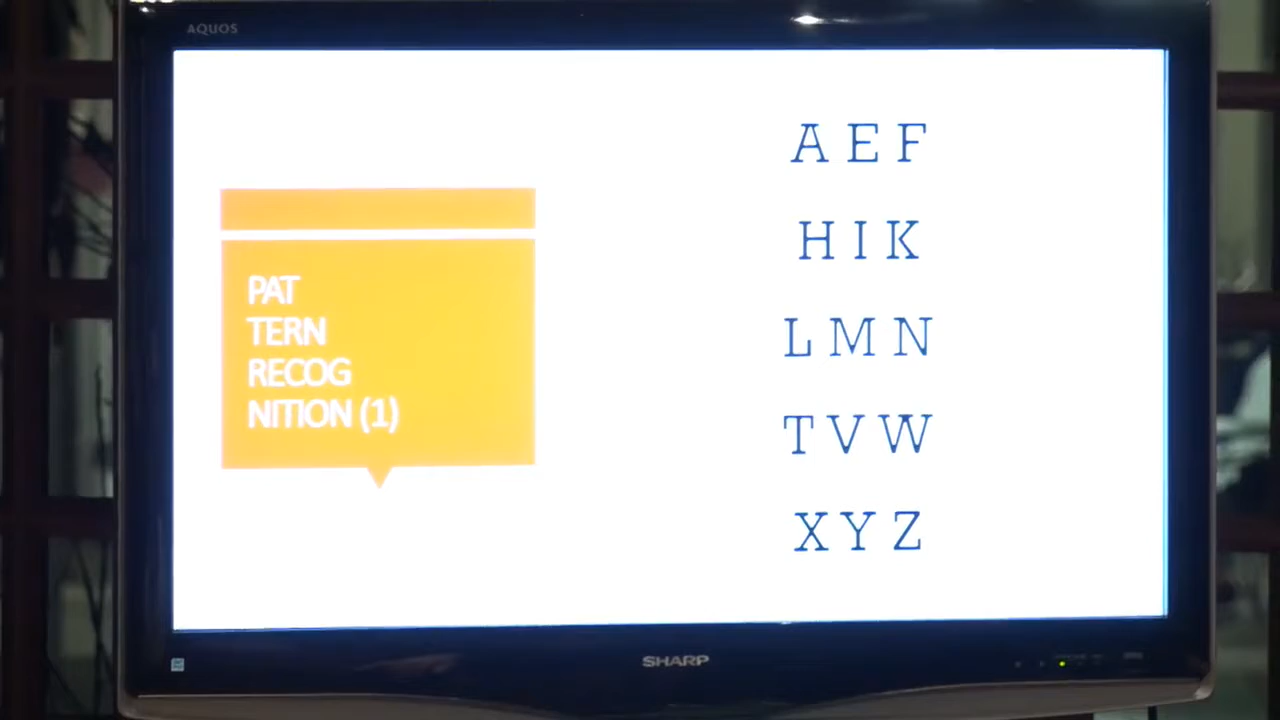 AQUOS
PAT
TERN
RECOG
NITION (1)
A E F
H I K
L M N
T V W
X Y Z
SHARP